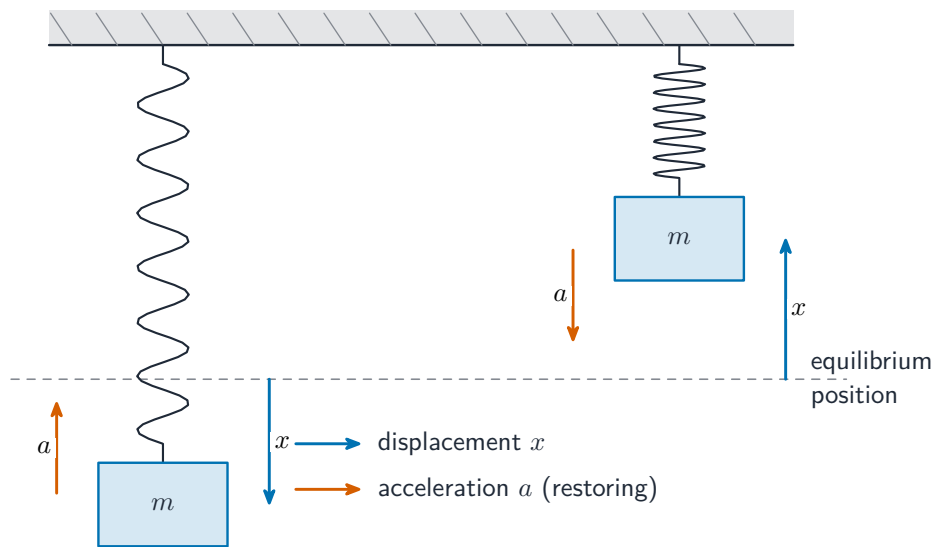 m
a
x
equilibrium
position
a
x
displacement x
acceleration a (restoring)
m